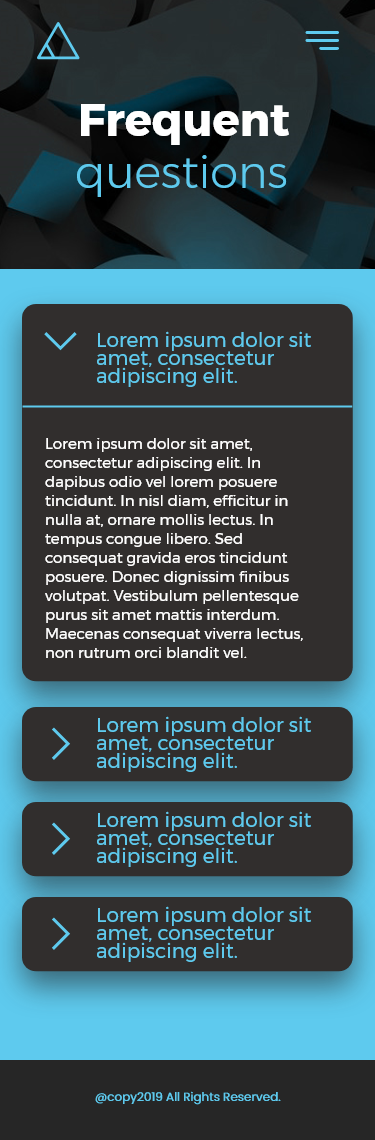 Frequent
questions
Lorem ipsum dolor sit
amet, consectetur
adipiscing elit.
Lorem ipsum dolor sit amet,
consectetur adipiscing elit. In
dapibus odio vel lorem posuere
tincidunt. In nisl diam, efficitur in
nulla at, ornare mollis lectus. In
tempus congue libero. Sed
consequat gravida eros tincidunt
posuere. Donec dignissim finibus
volutpat. Vestibulum pellentesque
purus sit amet mattis interdum.
Maecenas consequat viverra lectus,
non rutrum orci blandit vel.
Lorem ipsum dolor sit
amet, consectetur
adipiscing elit.
Lorem ipsum dolor sit
amet, consectetur
adipiscing elit.
Lorem ipsum dolor sit
amet, consectetur
adipiscing elit.
@copy2019 All Rights Reserved.